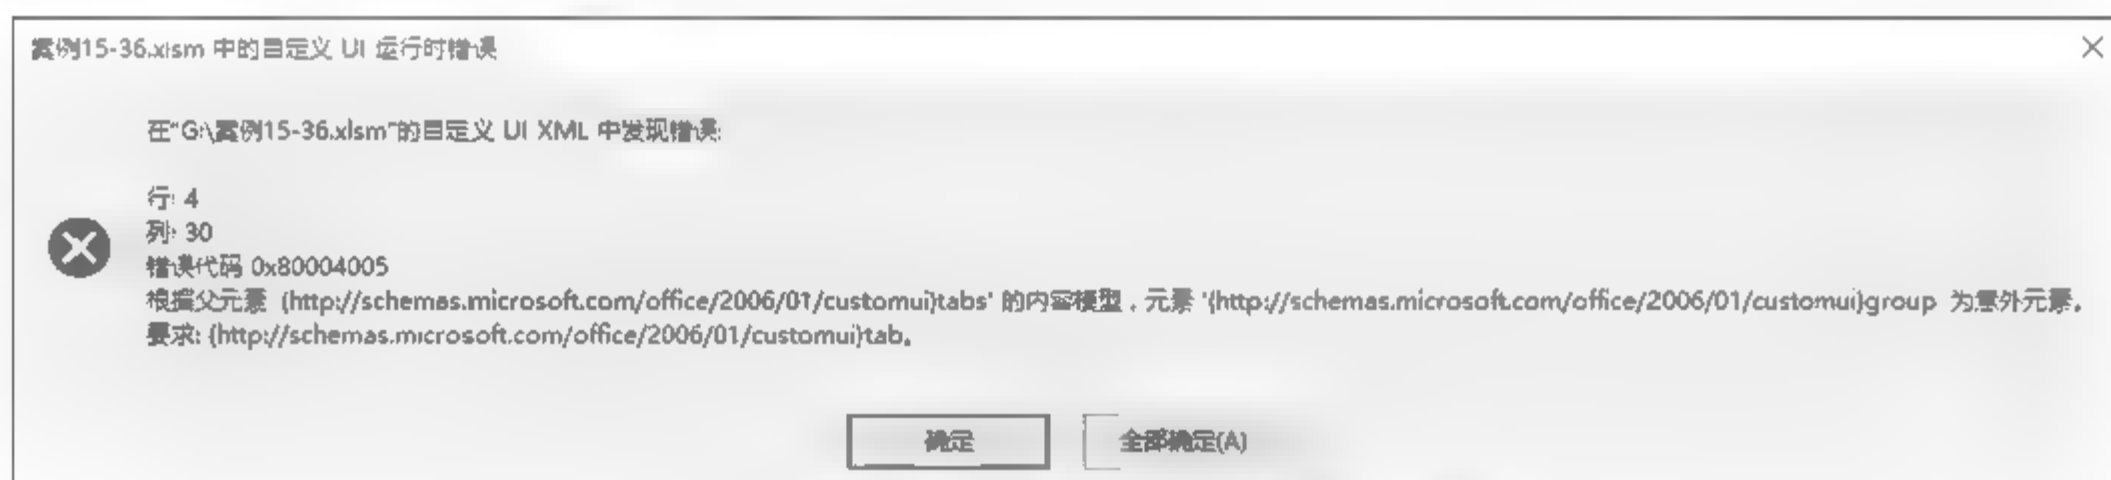 案例15-36.xlsm 中的自定义 UI 运行时错误
在"G:\案例15-36.xlsm"的自定义 UI XML 中发现错误:
行: 4
列: 30
错误代码 0x80004005
根据父元素 '{http://schemas.microsoft.com/office/2006/01/customui}tabs' 的内容模型，元素 '{http://schemas.microsoft.com/office/2006/01/customui}group' 为意外元素。
要求: {http://schemas.microsoft.com/office/2006/01/customui}tab。
确定 全部确定(A)